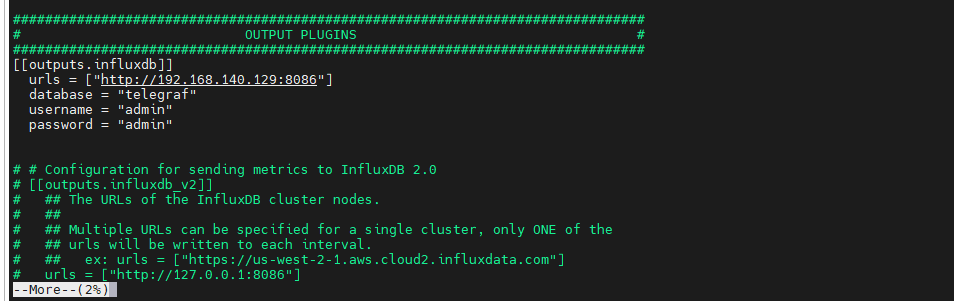 ###############################################################################
#                            OUTPUT PLUGINS                                   #
###############################################################################
[[outputs.influxdb]]
  urls = ["http://192.168.140.129:8086"]
  database = "telegraf"
  username = "admin"
  password = "admin"
# # Configuration for sending metrics to InfluxDB 2.0
# [[outputs.influxdb_v2]]
#   ## The URLs of the InfluxDB cluster nodes.
#   ##
#   ## Multiple URLs can be specified for a single cluster, only ONE of the
#   ## urls will be written to each interval.
#   ##   ex: urls = ["https://us-west-2-1.aws.cloud2.influxdata.com"]
#   urls = ["http://127.0.0.1:8086"]
--More--(2%)